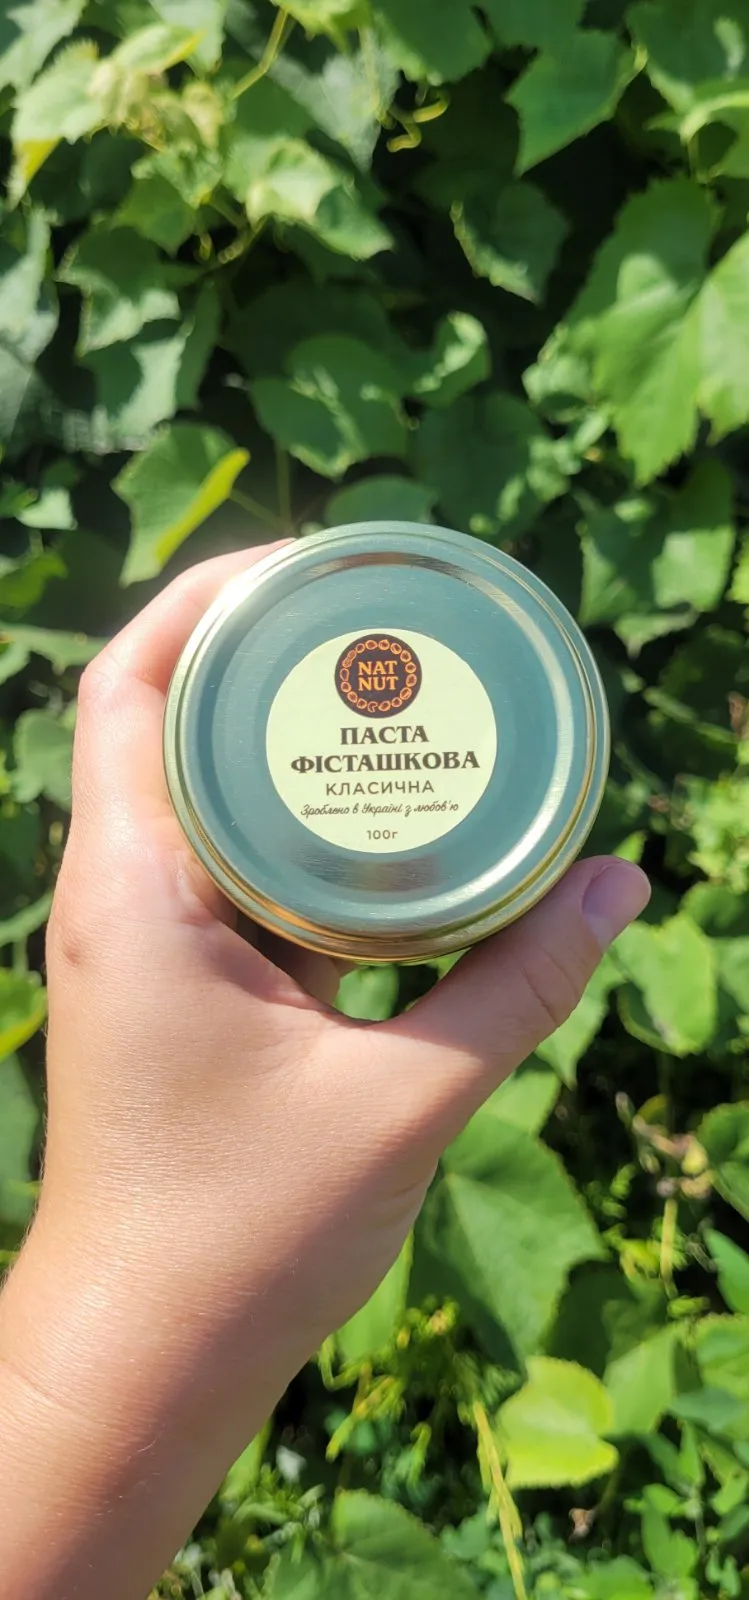 NAT
NUT
ПАСТА
ФІСТАШКОВА
КЛАСИЧНА
Зроблено в Україні з любов'ю
100г